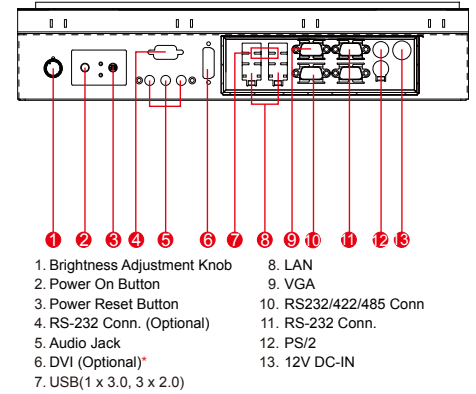 1 2 3 4 5 6 7 8 9 10 11 12 13
1. Brightness Adjustment Knob
2. Power On Button
3. Power Reset Button
4. RS-232 Conn. (Optional)
5. Audio Jack
6. DVI (Optional)*
7. USB(1 x 3.0, 3 x 2.0)
8. LAN
9. VGA
10. RS232/422/485 Conn
11. RS-232 Conn.
12. PS/2
13. 12V DC-IN